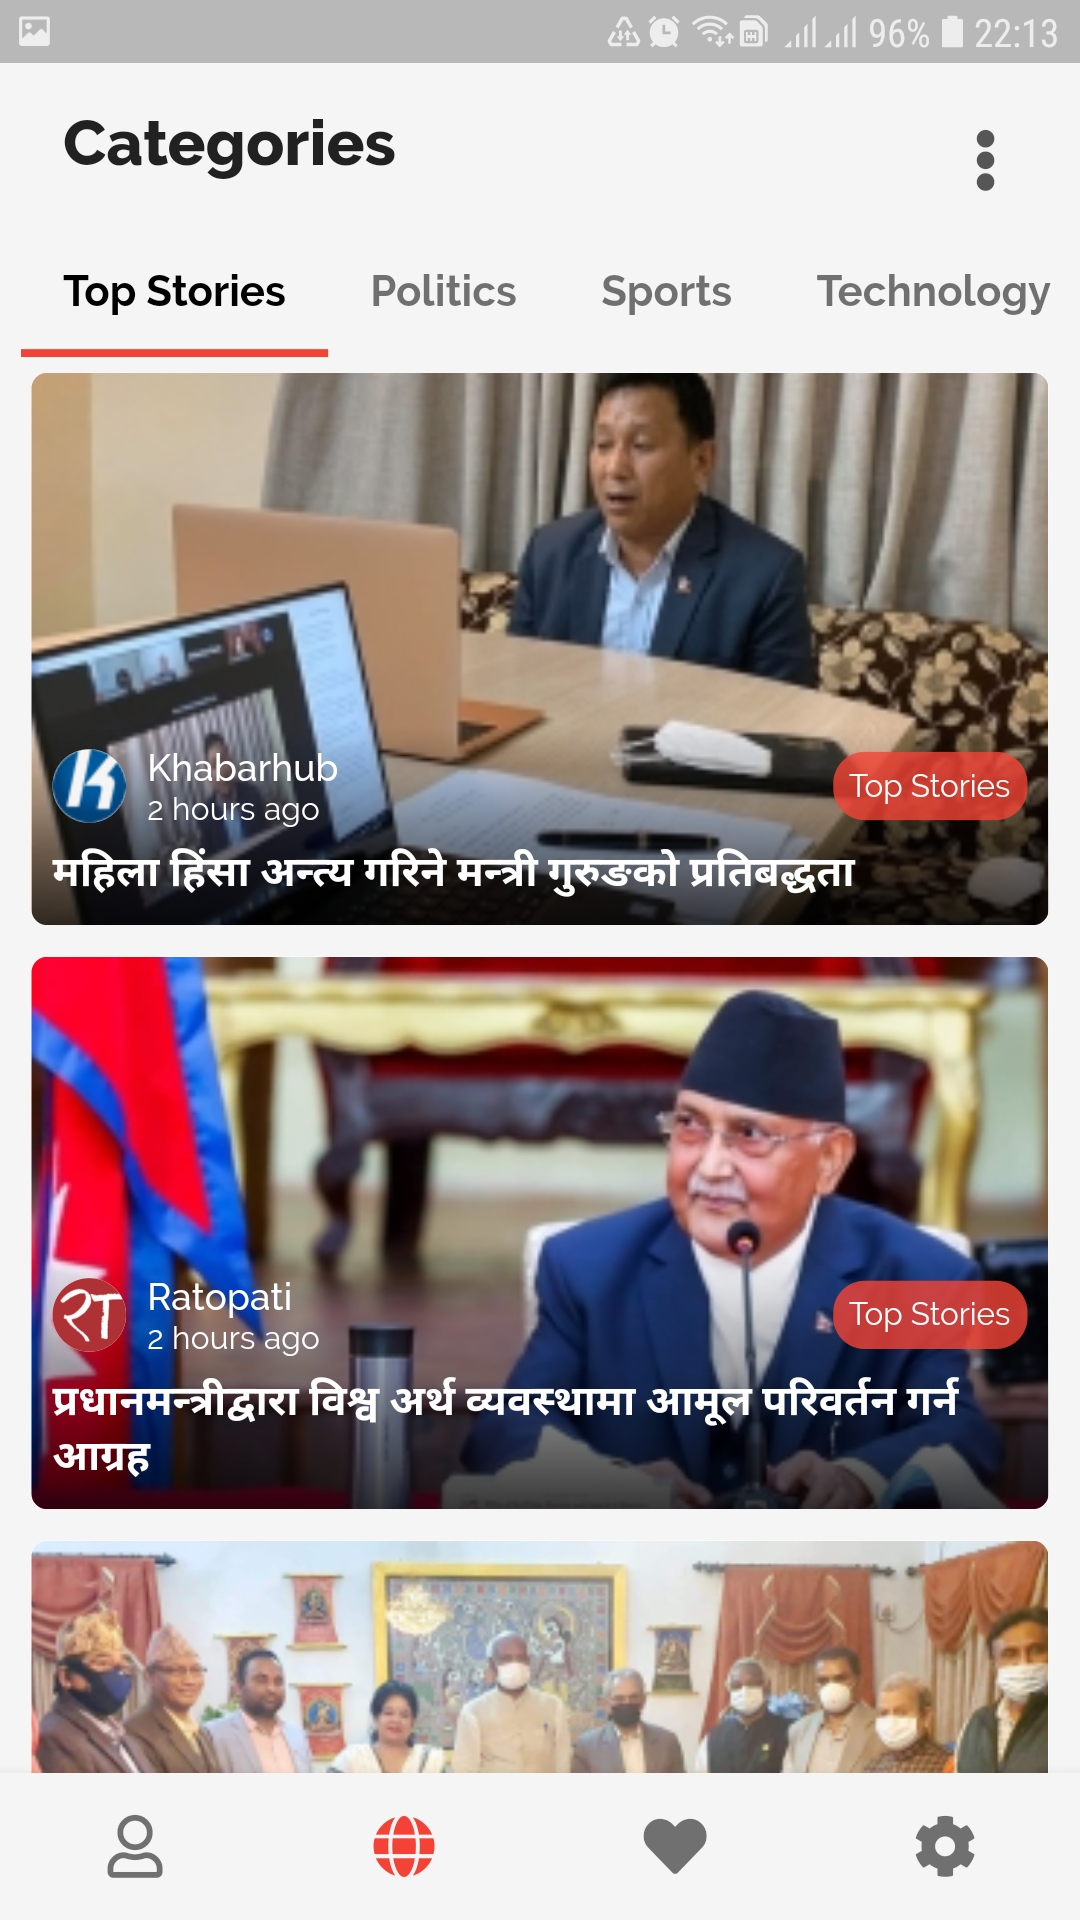 96% 22:13
Categories
Top Stories Politics Sports Technology
Khabarhub
2 hours ago
Top Stories
महिला हिंसा अन्त्य गरिने मन्त्री गुरुङको प्रतिबद्धता
रा
Ratopati
2 hours ago
Top Stories
प्रधानमन्त्रीद्वारा विश्व अर्थ व्यवस्थामा आमूल परिवर्तन गर्न
आग्रह